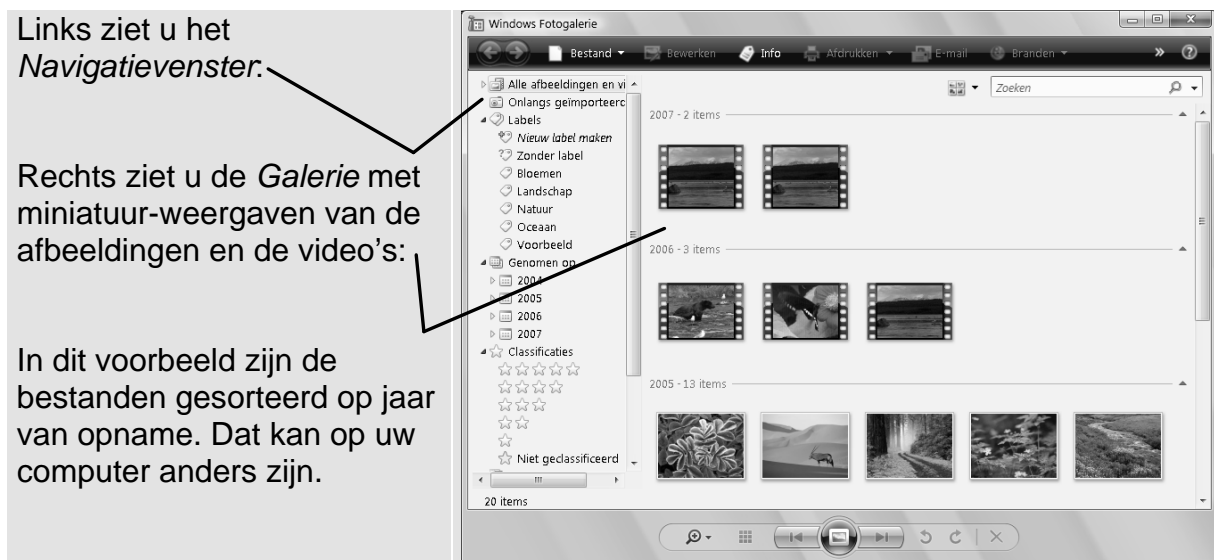 Links ziet u het
Navigatievenster:
Rechts ziet u de Galerie met
miniatuur-weergaven van de
afbeeldingen en de video's:
In dit voorbeeld zijn de
bestanden gesorteerd op jaar
van opname. Dat kan op uw
computer anders zijn.
Windows Fotogalerie
Bestand Bewerken Info Afdrukken E-mail Branden
Alle afbeeldingen en vi
Onlangs geïmporteerc
Labels
Nieuw label maken
Zonder label
Bloemen
Landschap
Natuur
Oceaan
Voorbeeld
Genomen op
2004
2005
2006
2007
Classificaties
Niet geclassificeerd
20 items
Zoeken
2007 - 2 items
2006 - 3 items
2005 - 13 items